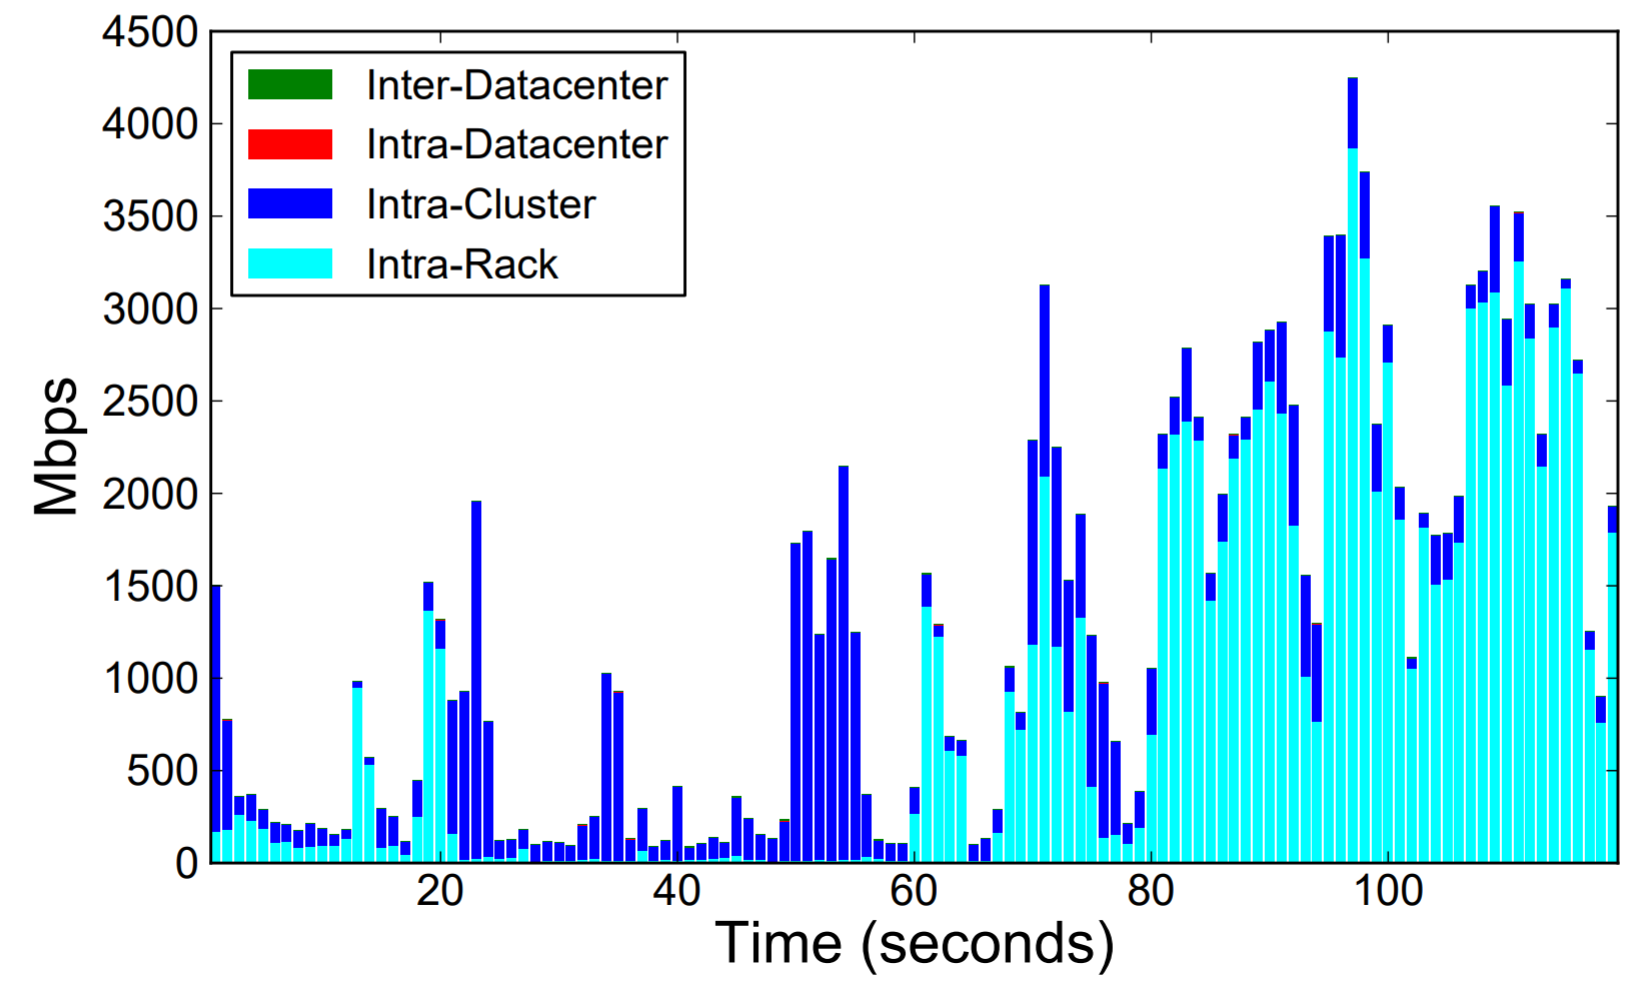 4500
4000
3500
3000
2500
2000
1500
1000
500
0
Mbps
Inter-Datacenter
Intra-Datacenter
Intra-Cluster
Intra-Rack
20 40 60 80 100
Time (seconds)